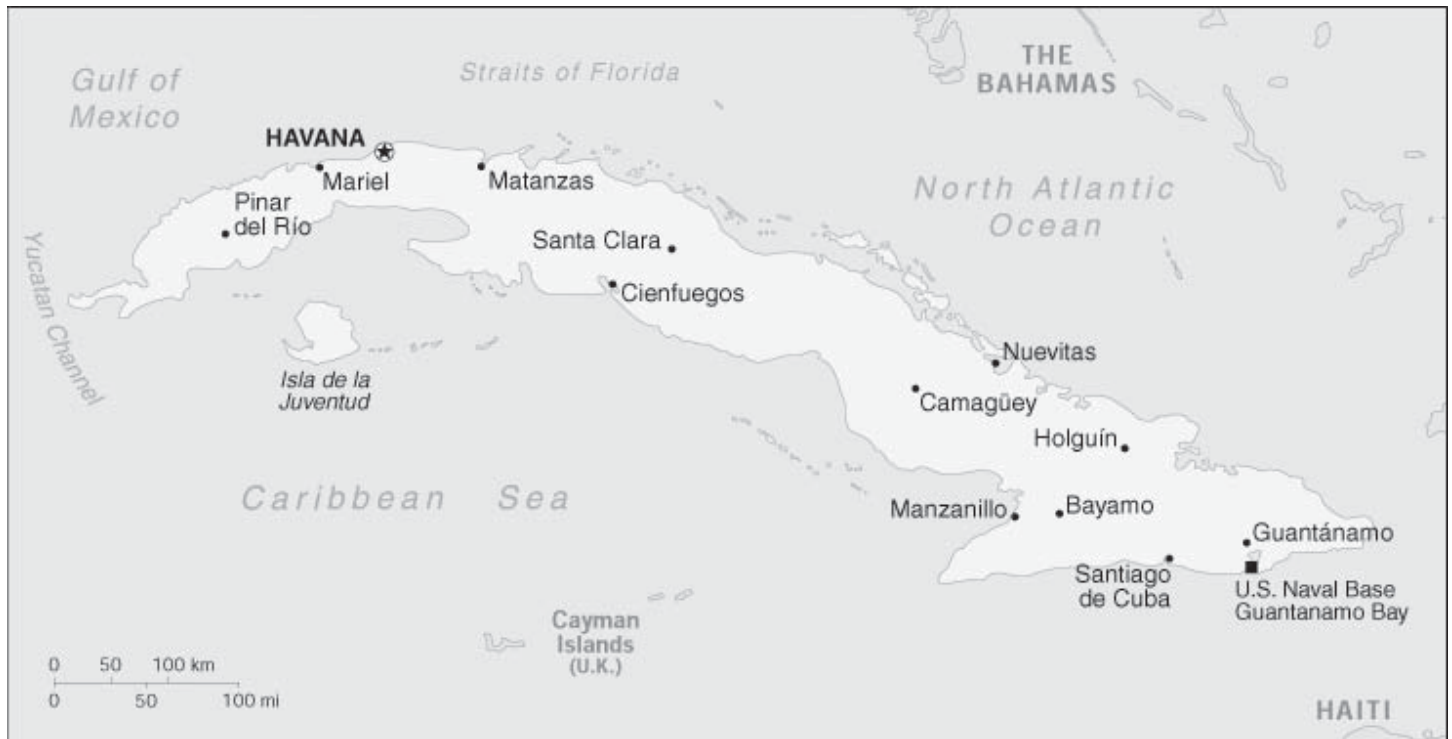 THE
BAHAMAS
Gulf of
Mexico
Straits of Florida
HAVANA
Mariel
Matanzas
North Atlantic
Ocean
Pinar
del Río
Santa Clara
Cienfuegos
Yucatan Channel
Isla de la
Juventud
Nuevitas
Camagüey
Holguín
Caribbean Sea
Manzanillo
Bayamo
Guantánamo
Santiago
de Cuba
U.S. Naval Base
Guantanamo Bay
Cayman
Islands
(U.K.)
0 50 100 km
0 50 100 mi
HAITI